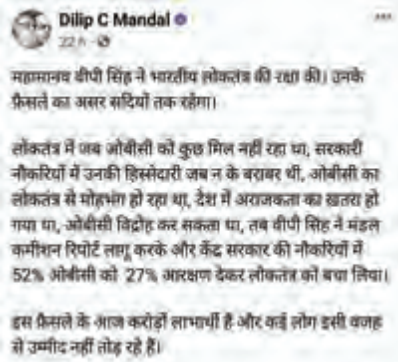 Dilip C Mandal
22 h
महामानव वीपी सिंह ने भारतीय लोकतंत्र की रक्षा की। उनके
फ़ैसले का असर सदियों तक रहेगा।
लोकतंत्र में जब ओबीसी को कुछ मिल नहीं रहा था, सरकारी
नौकरियों में उनकी हिस्सेदारी जब न के बराबर थी, ओबीसी का
लोकतंत्र से मोहभंग हो रहा था, देश में अराजकता का ख़तरा हो
गया था, ओबीसी विद्रोह कर सकता था, तब वीपी सिंह ने मंडल
कमीशन रिपोर्ट लागू करके और केंद्र सरकार की नौकरियों में
52% ओबीसी को 27% आरक्षण देकर लोकतंत्र को बचा लिया।
इस फ़ैसले के आज करोड़ों लाभार्थी हैं और कई लोग इसी वजह
से उम्मीद नहीं तोड़ रहे हैं।